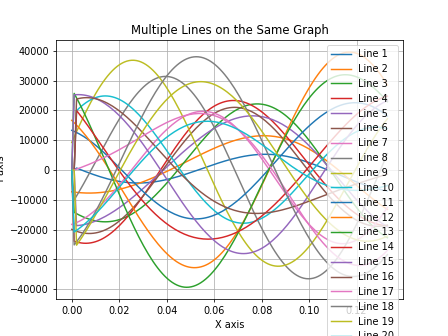 Multiple Lines on the Same Graph
40000
30000
20000
10000
0
−10000
−20000
−30000
−40000
0.00
0.02
0.04
0.06
0.08
0.10
X axis
Line 1
Line 2
Line 3
Line 4
Line 5
Line 6
Line 7
Line 8
Line 9
Line 10
Line 11
Line 12
Line 13
Line 14
Line 15
Line 16
Line 17
Line 18
Line 19
Line 20